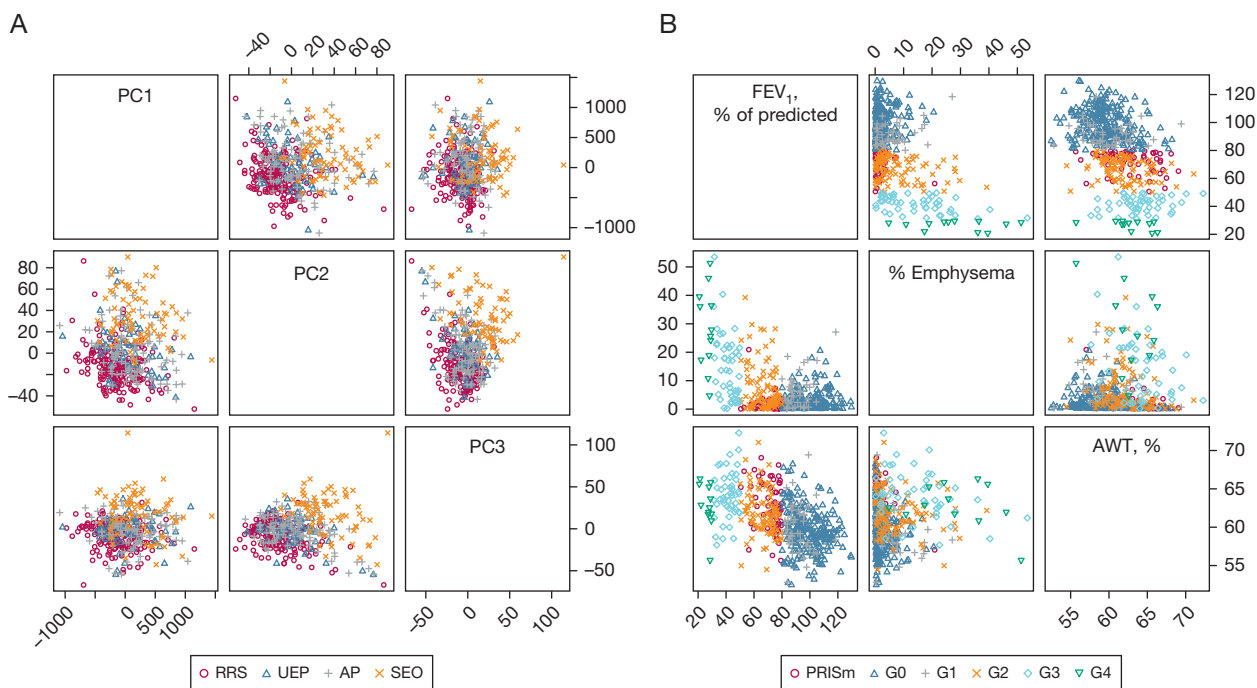 A
B
−40 0 20 40 60 80
0 10 20 30 40 50
PC1
1000
500
0
−1000
FEV1,
% of predicted
120
100
80
60
40
20
80
60
40
20
0
−40
PC2
50
40
30
20
10
0
% Emphysema
PC3
100
50
0
−50
AWT, %
70
65
60
55
−1000 0 500 1000
−50 0 50 100
20 40 60 80 100 120
55 60 65 70
RRS UEP AP SEO
PRISm G0 G1 G2 G3 G4